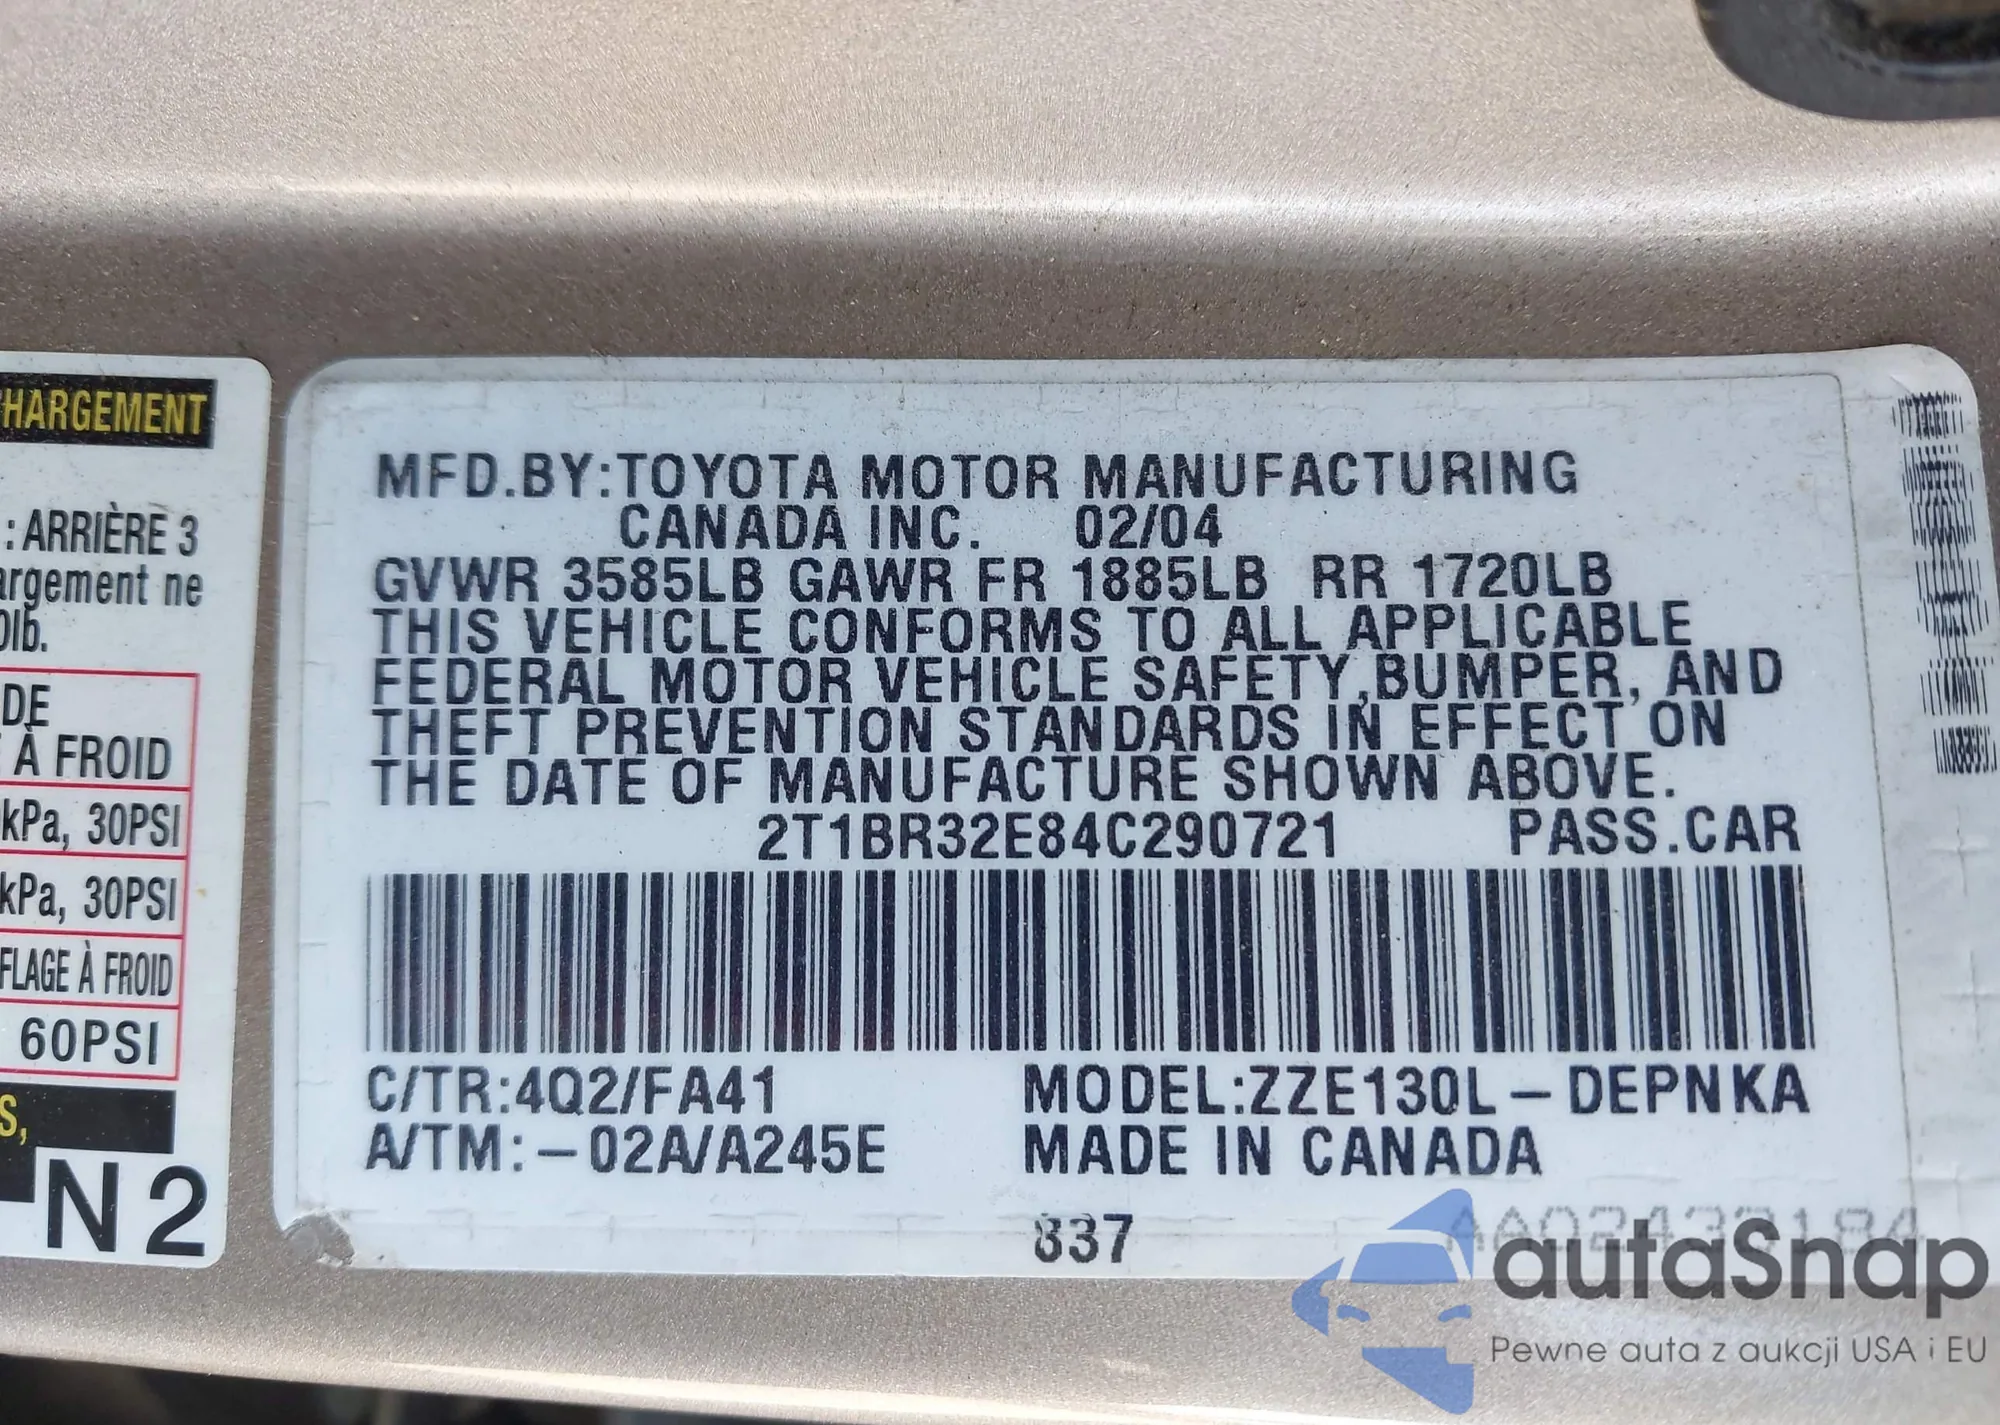 HARGEMENT
: ARRIÈRE 3
argement ne
0lb.
DE
À FROID
kPa, 30PSI
kPa, 30PSI
FLAGE À FROID
60PSI
S,
N2
MFD.BY:TOYOTA MOTOR MANUFACTURING
CANADA INC. 02/04
GVWR 3585LB GAWR FR 1885LB RR 1720LB
THIS VEHICLE CONFORMS TO ALL APPLICABLE
FEDERAL MOTOR VEHICLE SAFETY,BUMPER, AND
THEFT PREVENTION STANDARDS IN EFFECT ON
THE DATE OF MANUFACTURE SHOWN ABOVE.
2T1BR32E84C290721 PASS.CAR
C/TR:4Q2/FA41 MODEL:ZZE130L-DEPNKA
A/TM:-02A/A245E MADE IN CANADA
837
autaSnap
Pewne auta z aukcji USA i EU